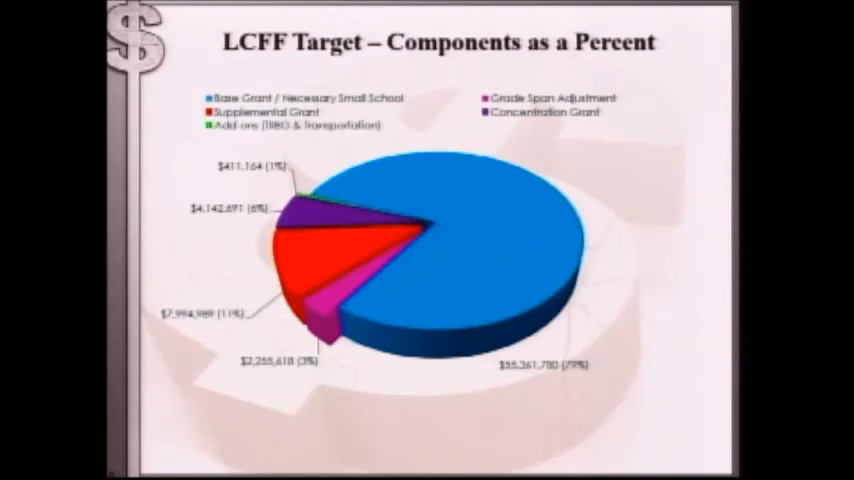 LCFF Target – Components as a Percent
Base Grant / Necessary Small School
Grade Span Adjustment
Supplemental Grant
Concentration Grant
Add-ons (TIIBG & Transportation)
$411,164 (1%)
$4,142,691 (6%)
$7,994,989 (11%)
$2,255,618 (3%)
$55,361,780 (79%)